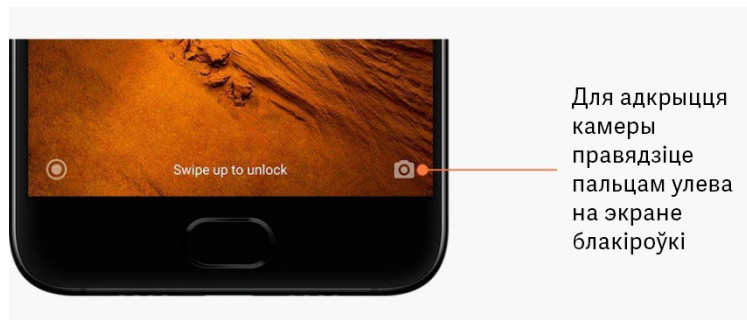 Swipe up to unlock
Для адкрыцця
камеры
правядзіце
пальцам улева
на экране
блакіроўкі